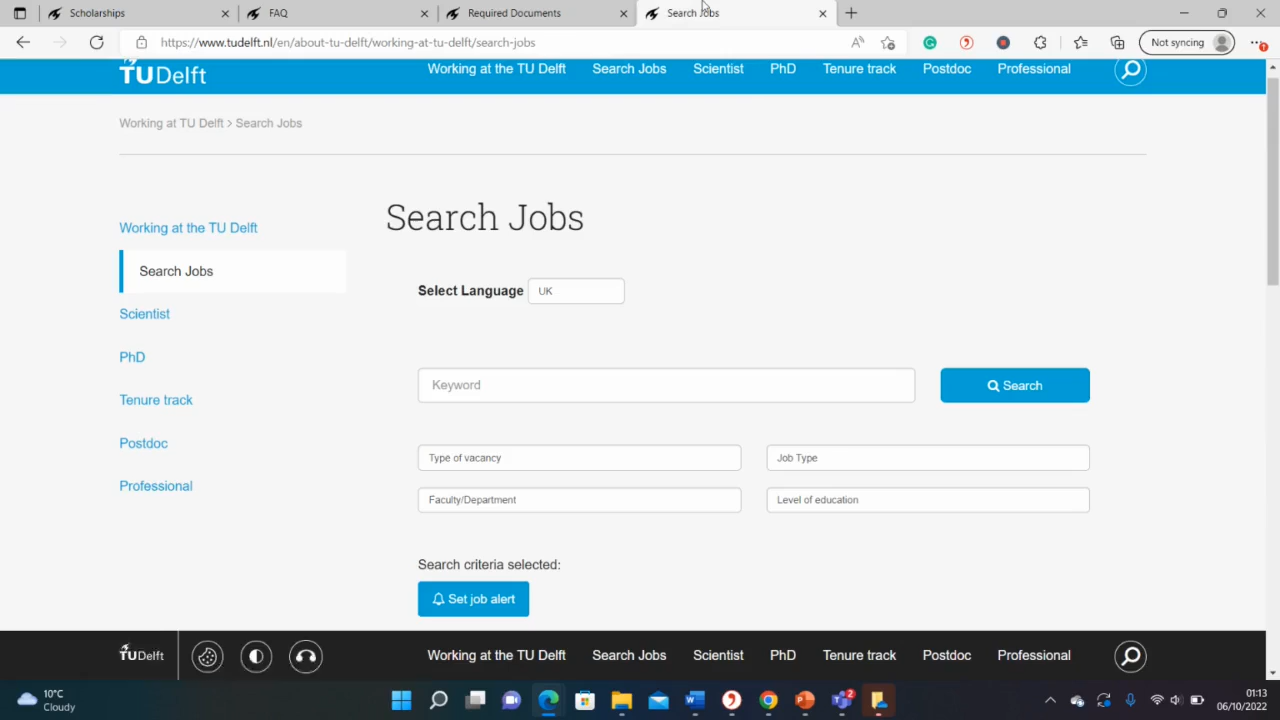 Scholarships
FAQ
Required Documents
Search Jobs
https://www.tudelft.nl/en/about-tu-delft/working-at-tu-delft/search-jobs
Not syncing
TUDelft
Working at the TU Delft
Search Jobs
Scientist
PhD
Tenure track
Postdoc
Professional
Working at TU Delft > Search Jobs
Working at the TU Delft
Search Jobs
Scientist
PhD
Tenure track
Postdoc
Professional
Search Jobs
Select Language UK
Keyword
Search
Type of vacancy
Job Type
Faculty/Department
Level of education
Search criteria selected:
Set job alert
TUDelft
Working at the TU Delft
Search Jobs
Scientist
PhD
Tenure track
Postdoc
Professional
10°C
Cloudy
2
01:13
06/10/2022